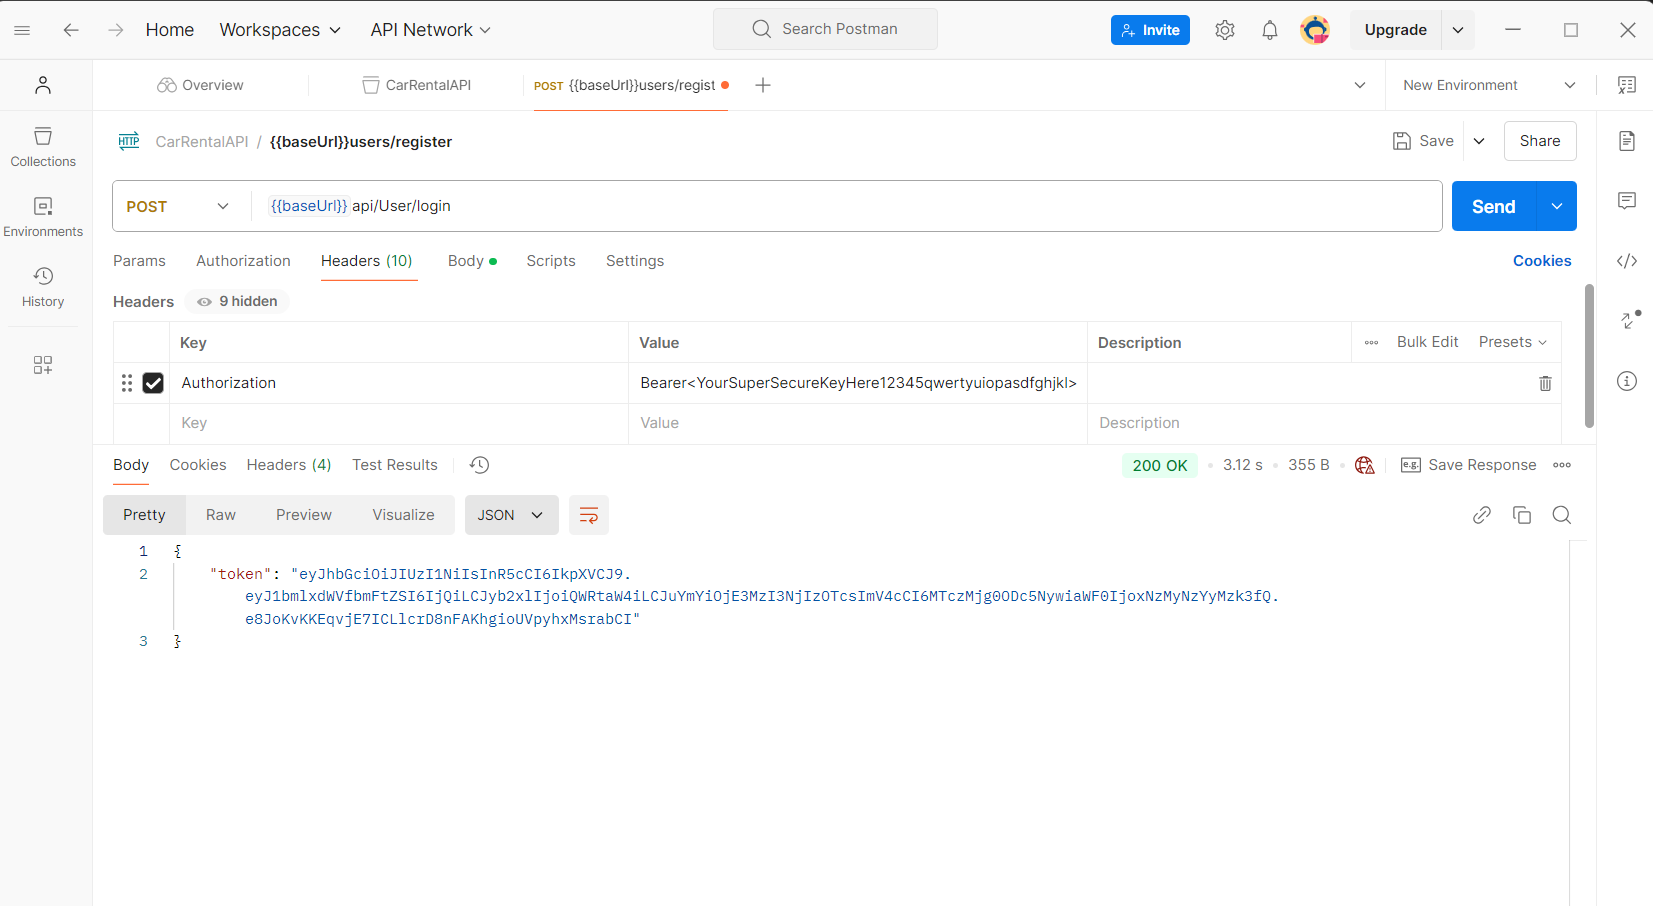 Home Workspaces API Network Search Postman Invite Upgrade
Overview CarRentalAPI POST {{baseUrl}}users/regist New Environment
HTTP CarRentalAPI / {{baseUrl}}users/register Save Share
Collections
Environments
History
POST {{baseUrl}} api/User/login Send
Params Authorization Headers (10) Body Scripts Settings Cookies
Headers 9 hidden
Key Value Description Bulk Edit Presets
Authorization Bearer<YourSuperSecureKeyHere12345qwertyuiopasdfghjkl>
Key Value Description
Body Cookies Headers (4) Test Results 200 OK 3.12 s 355 B e.g. Save Response
Pretty Raw Preview Visualize JSON
1 {
2 "token": "eyJhbGciOiJIUzI1NiIsInR5cCI6IkpXVCJ9.
eyJ1bmlxdWVfbmFtZSI6IjQiLCJyb2xlIjoiQWRtaW4iLCJuYmYiOjE3MzI3NjIzOTcsImV4cCI6MTczMjg0ODc5NywiaWF0IjoxNzMyNzYyMzk3fQ.
e8JoKvKKEqvjE7ICLlcrD8nFAKhgioUVpyhxMsrabCI"
3 }